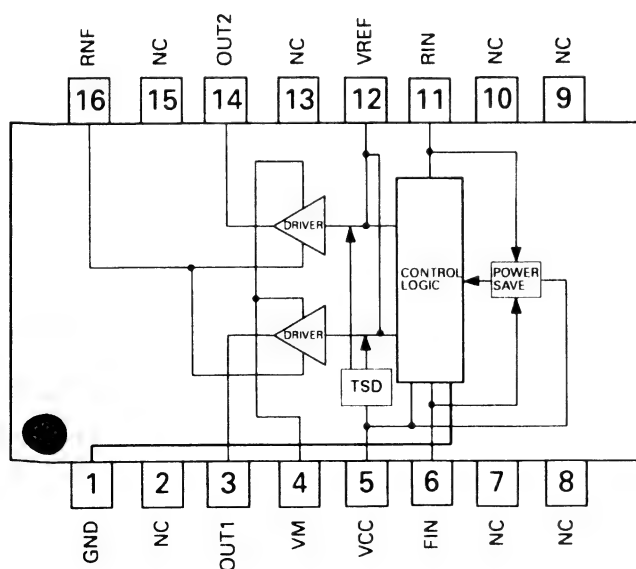 RNF NC OUT2 NC VREF RIN NC NC
16 15 14 13 12 11 10 9
DRIVER
CONTROL
LOGIC
POWER
SAVE
DRIVER
TSD
1 2 3 4 5 6 7 8
GND NC OUT1 VM VCC FIN NC NC